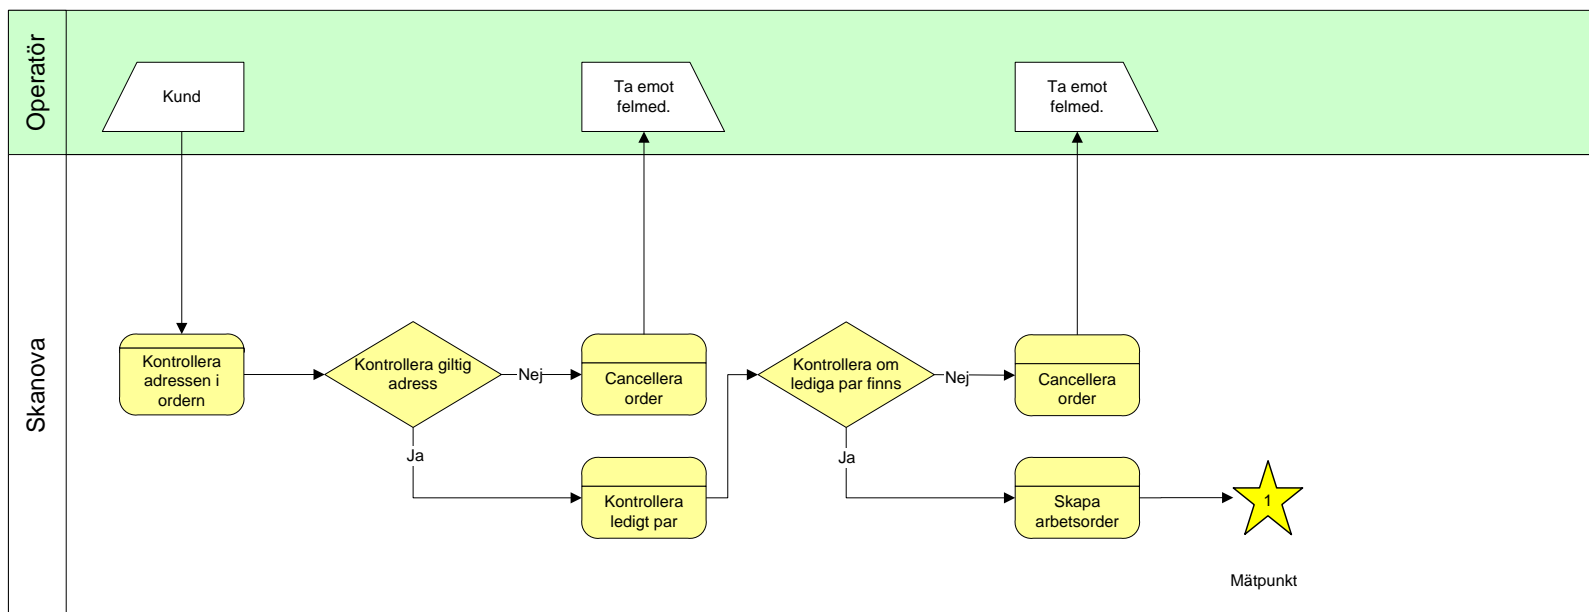 Operatör
Kund
Ta emot
felmed.
Ta emot
felmed.
Skanova
Kontrollera
adressen i
ordern
Kontrollera giltig
adress
Nej
Cancellera
order
Kontrollera om
lediga par finns
Nej
Cancellera
order
Ja
Kontrollera
ledigt par
Ja
Skapa
arbetsorder
1
Mätpunkt